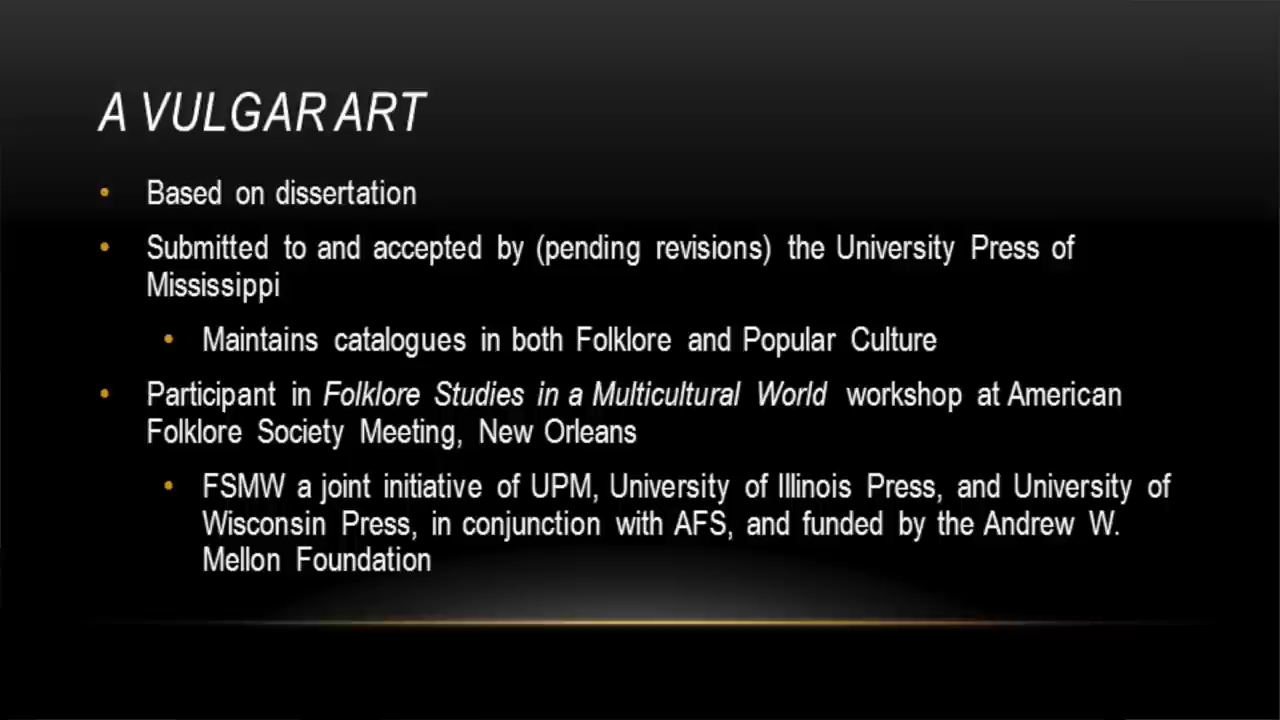 A VULGAR ART
• Based on dissertation
• Submitted to and accepted by (pending revisions) the University Press of
Mississippi
• Maintains catalogues in both Folklore and Popular Culture
• Participant in Folklore Studies in a Multicultural World workshop at American
Folklore Society Meeting, New Orleans
• FSMW a joint initiative of UPM, University of Illinois Press, and University of
Wisconsin Press, in conjunction with AFS, and funded by the Andrew W.
Mellon Foundation